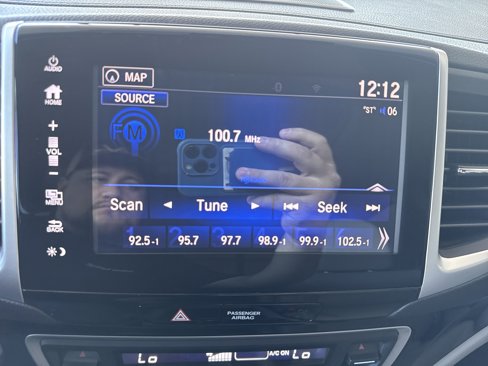 AUDIO
MAP
12:12
SOURCE
"ST" 06
HOME
FM
100.7 MHz
+
VOL
−
MENU
Scan Tune Seek
BACK
92.5-1 95.7 97.7 98.9-1 99.9-1 102.5-1
PASSENGER
AIRBAG
Lo A/C ON Lo